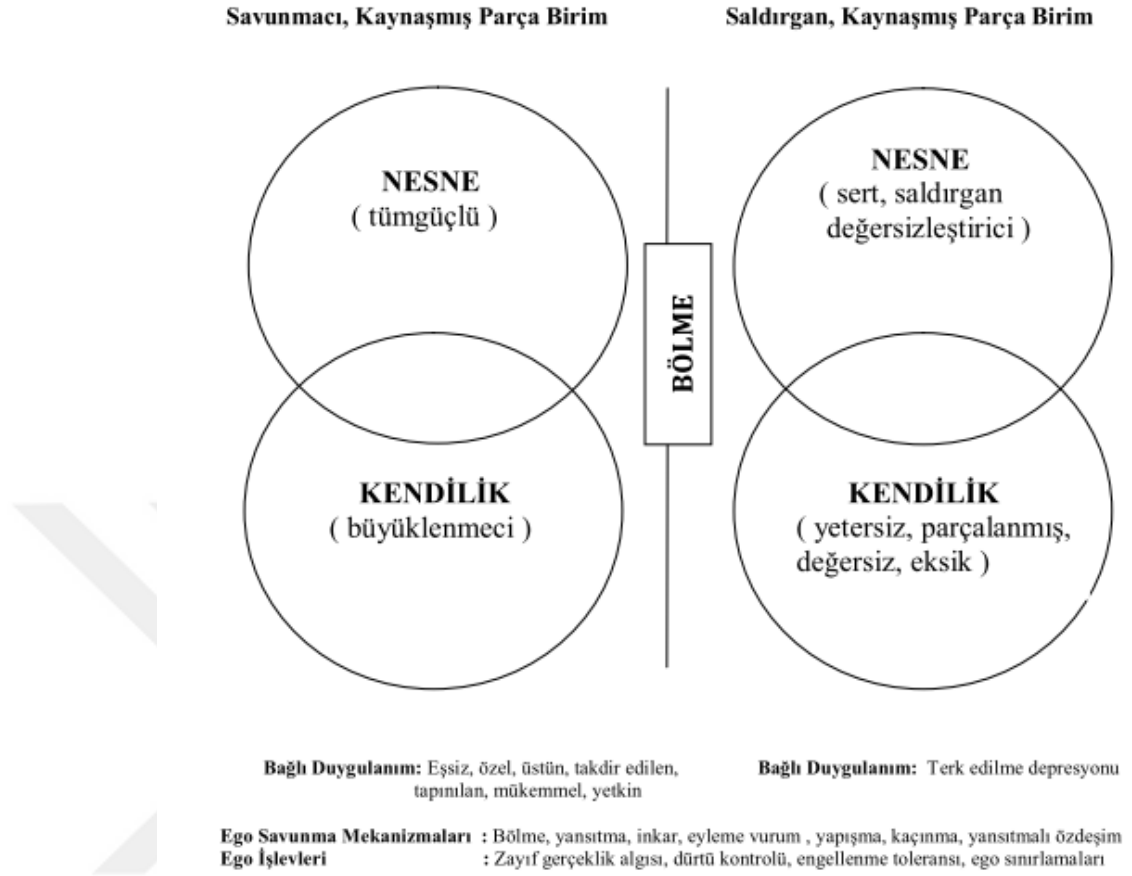 Savunmacı, Kaynaşmış Parça Birim
Saldırgan, Kaynaşmış Parça Birim
NESNE
( tümgüçlü )
NESNE
( sert, saldırgan
değersizleştirici )
BÖLME
KENDİLİK
( büyüklenmeci )
KENDİLİK
( yetersiz, parçalanmış,
değersiz, eksik )
Bağlı Duygulanım: Eşsiz, özel, üstün, takdir edilen,
tapınılan, mükemmel, yetkin
Bağlı Duygulanım: Terk edilme depresyonu
Ego Savunma Mekanizmaları : Bölme, yansıtma, inkar, eyleme vurum , yapışma, kaçınma, yansıtmalı özdeşim
Ego İşlevleri : Zayıf gerçeklik algısı, dürtü kontrolü, engellenme toleransı, ego sınırlamaları